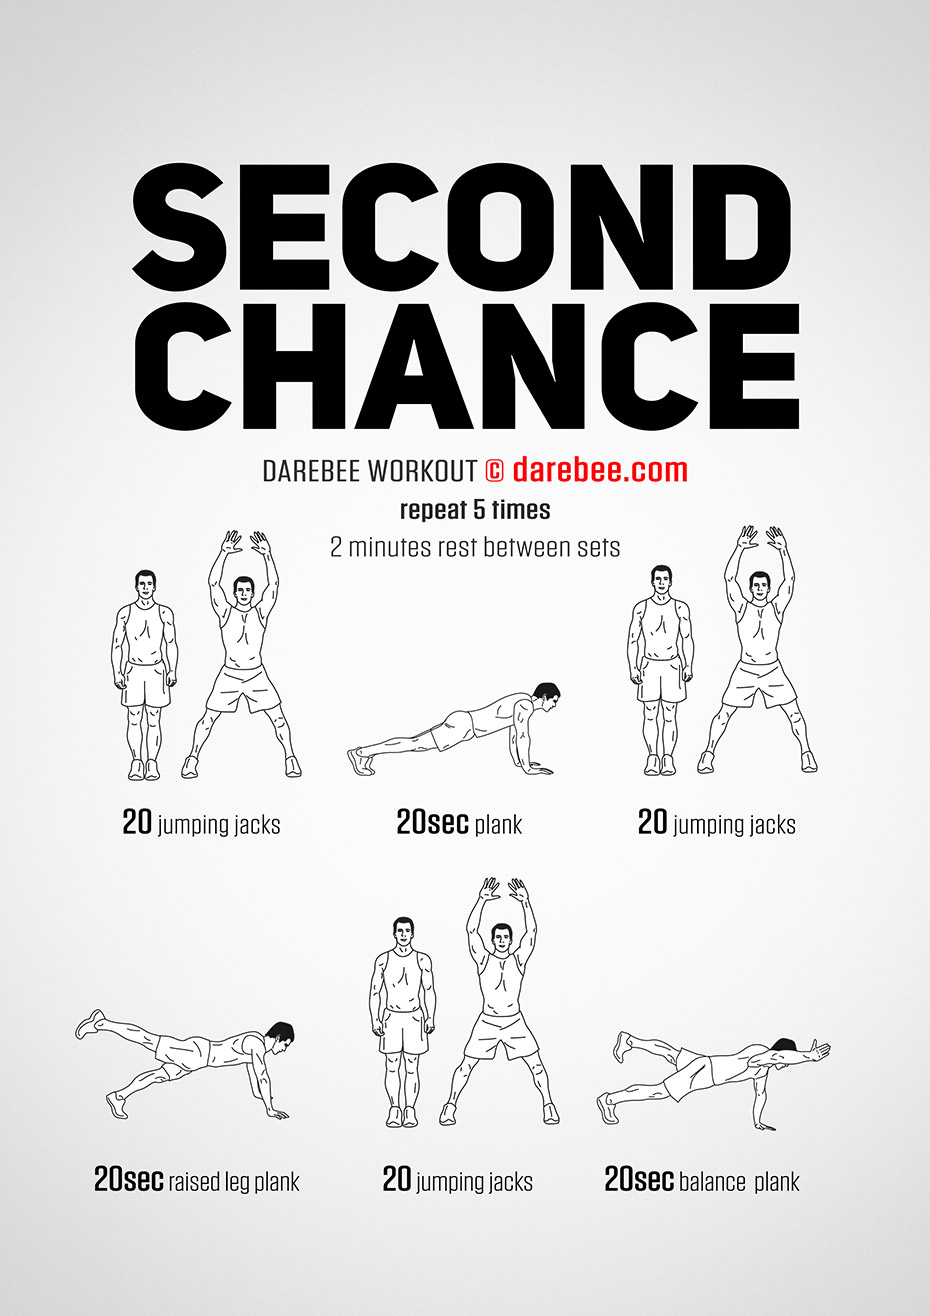 SECOND
CHANCE
DAREBEE WORKOUT © darebee.com
repeat 5 times
2 minutes rest between sets
20 jumping jacks
20sec plank
20 jumping jacks
20sec raised leg plank
20 jumping jacks
20sec balance plank